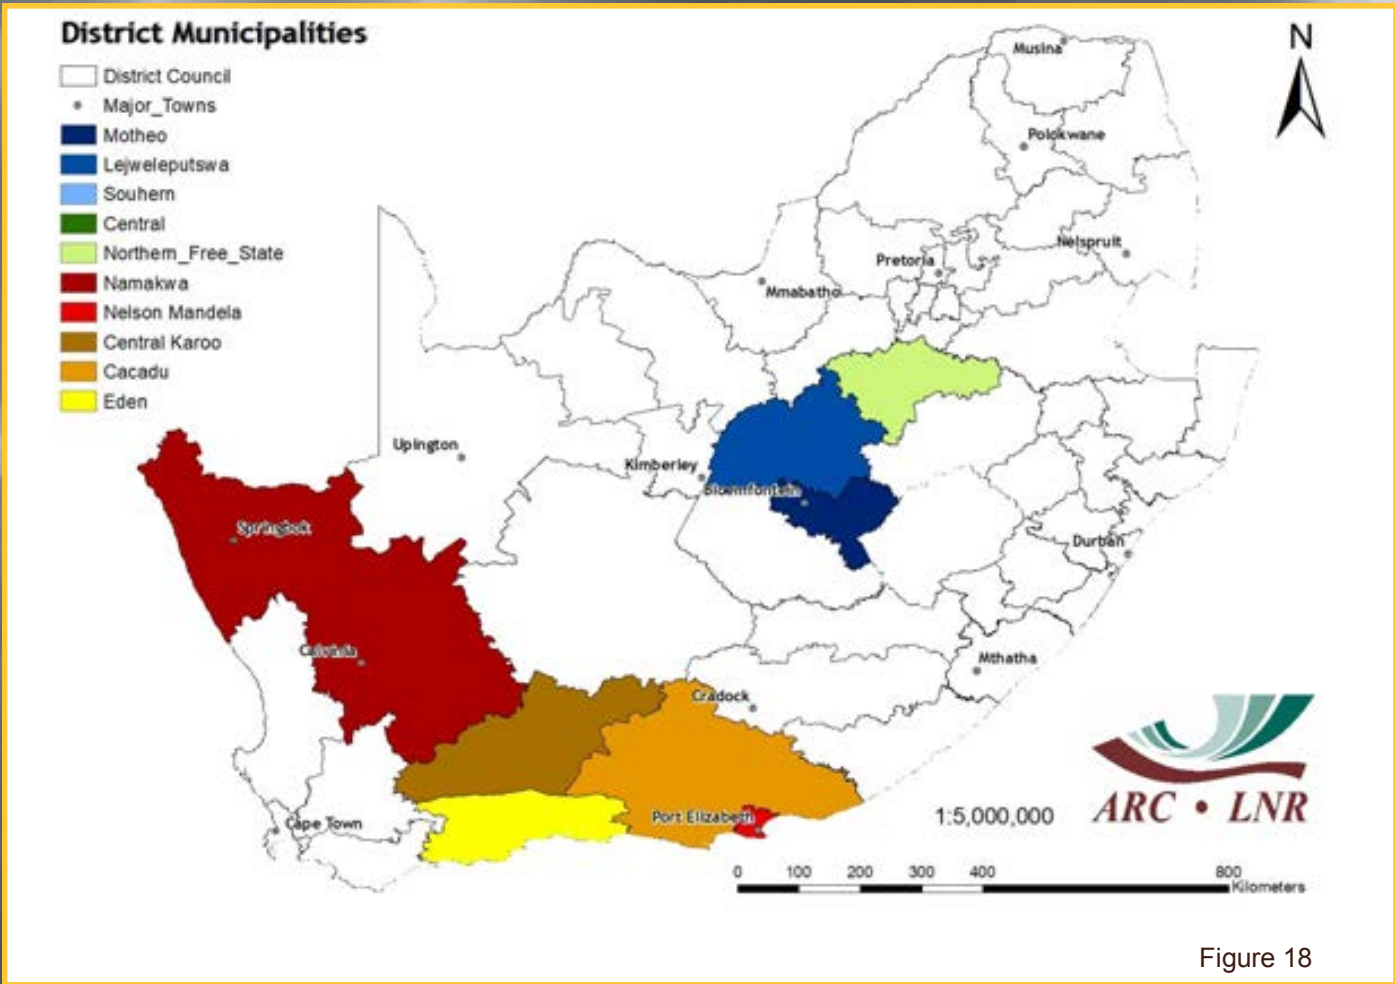 District Municipalities
District Council
Major_Towns
Motheo
Lejweleputswa
Souhern
Central
Northern_Free_State
Namakwa
Nelson Mandela
Central Karoo
Cacadu
Eden
N
Musina
Polokwane
Nelspruit
Pretoria
Mmabatho
Upington
Kimberley
Bloemfontein
Springbok
Durban
Calvinia
Mthatha
Cradock
Port Elizabeth
Cape Town
1:5,000,000
ARC • LNR
0 100 200 300 400 800
Kilometers
Figure 18